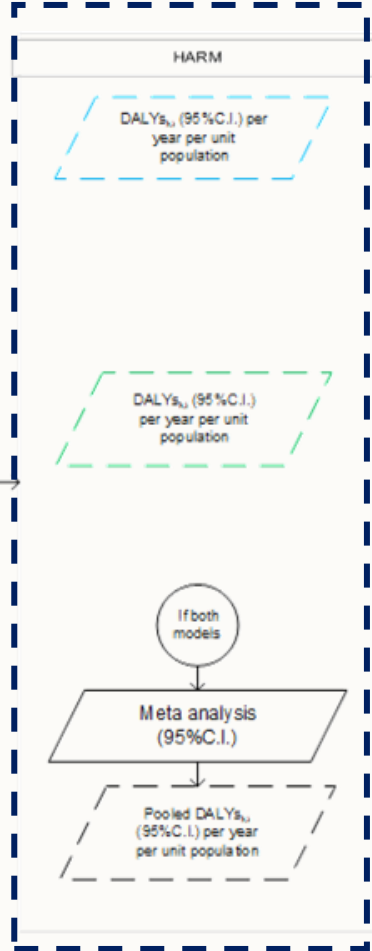 HARM
DALYsₖ,ᵢ (95%C.I.) per
year per unit
population
DALYsₖ,ᵢ (95%C.I.)
per year per unit
population
If both
models
Meta analysis
(95%C.I.)
Pooled DALYsₖ,ᵢ
(95%C.I.) per year
per unit population